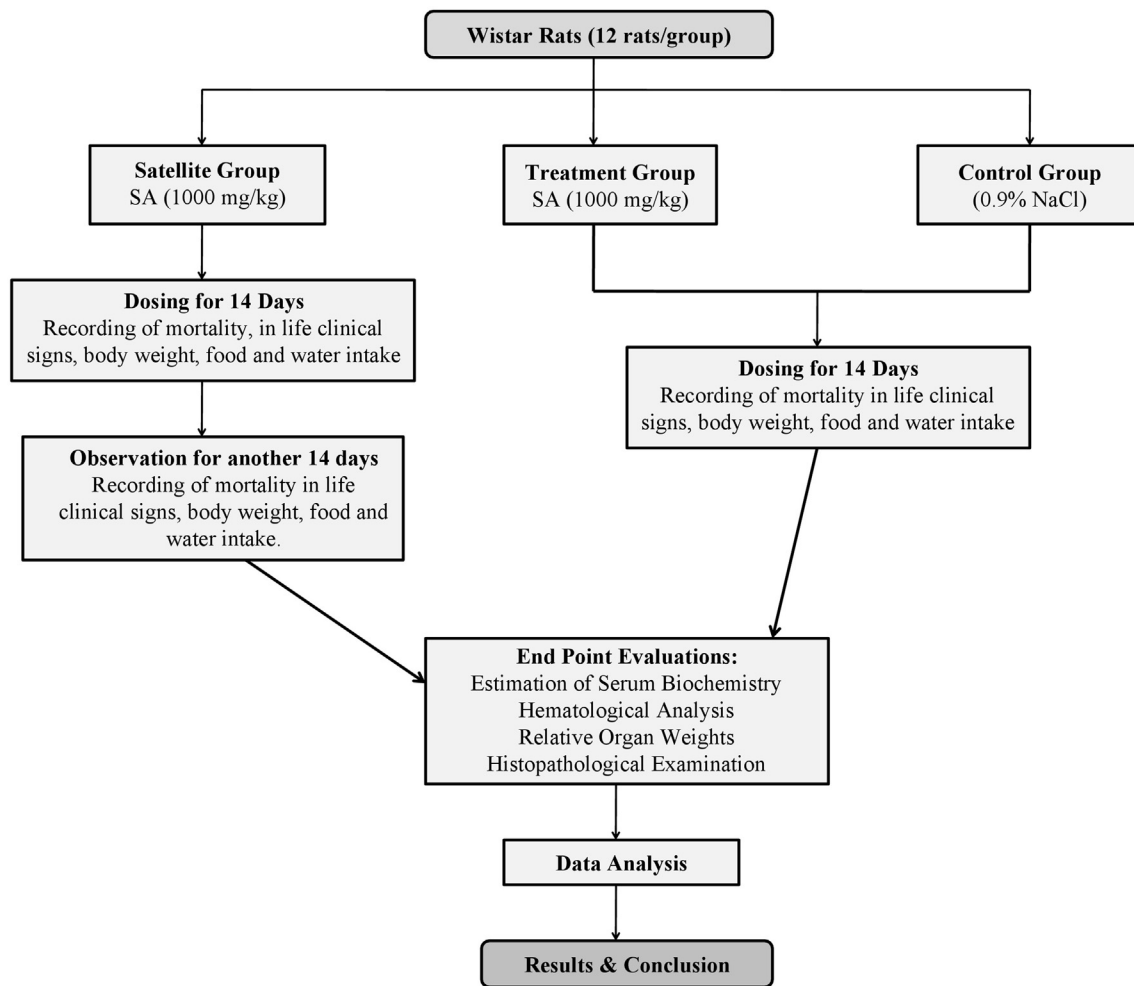 Wistar Rats (12 rats/group)
Satellite Group
SA (1000 mg/kg)
Treatment Group
SA (1000 mg/kg)
Control Group
(0.9% NaCl)
Dosing for 14 Days
Recording of mortality, in life clinical
signs, body weight, food and water intake
Dosing for 14 Days
Recording of mortality in life clinical
signs, body weight, food and water intake
Observation for another 14 days
Recording of mortality in life
clinical signs, body weight, food and
water intake.
End Point Evaluations:
Estimation of Serum Biochemistry
Hematological Analysis
Relative Organ Weights
Histopathological Examination
Data Analysis
Results & Conclusion